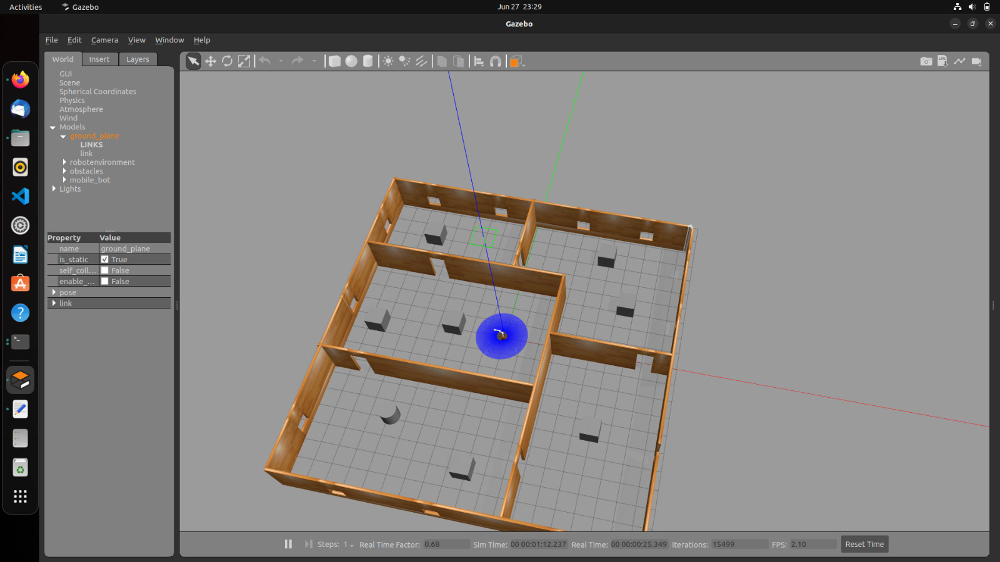 Activities Gazebo Jun 27 23:29
Gazebo
File Edit Camera View Window Help
World Insert Layers
GUI
Scene
Spherical Coordinates
Physics
Atmosphere
Wind
Models
ground_plane
LINKS
link
robotenvironment
obstacles
mobile_bot
Lights
Property Value
name ground_plane
is_static True
self_coll... False
enable_... False
pose
link
LOG
Steps: 1 Real Time Factor: 0.68 Sim Time: 00 00:01:12.237 Real Time: 00 00:00:25.349 Iterations: 15499 FPS: 2.10 Reset Time